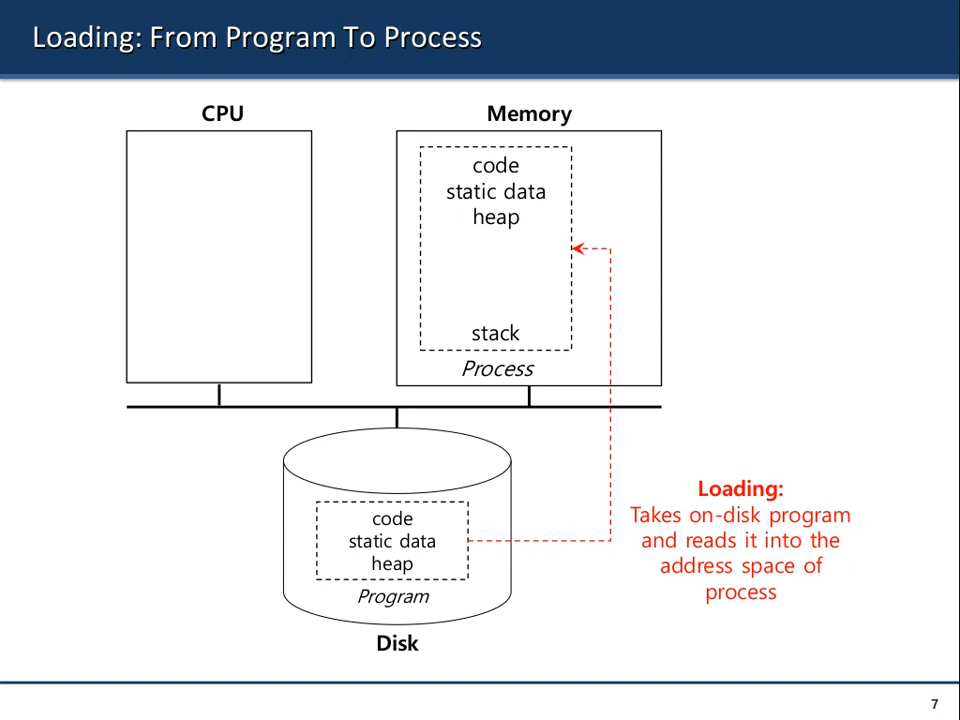 Loading: From Program To Process
CPU
Memory
code
static data
heap
stack
Process
code
static data
heap
Program
Disk
Loading:
Takes on-disk program
and reads it into the
address space of
process
7